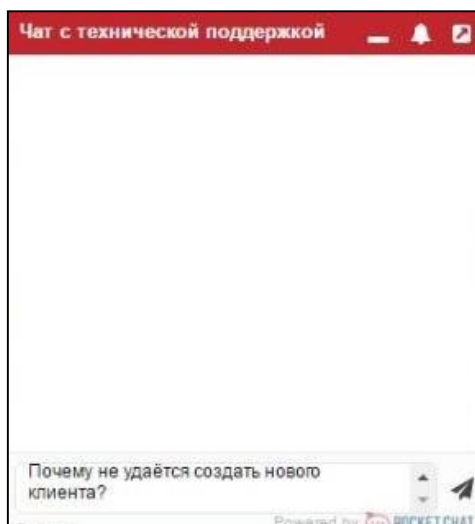 Чат с технической поддержкой
Почему не удаётся создать нового
клиента?
Powered by ROCKET.CHAT